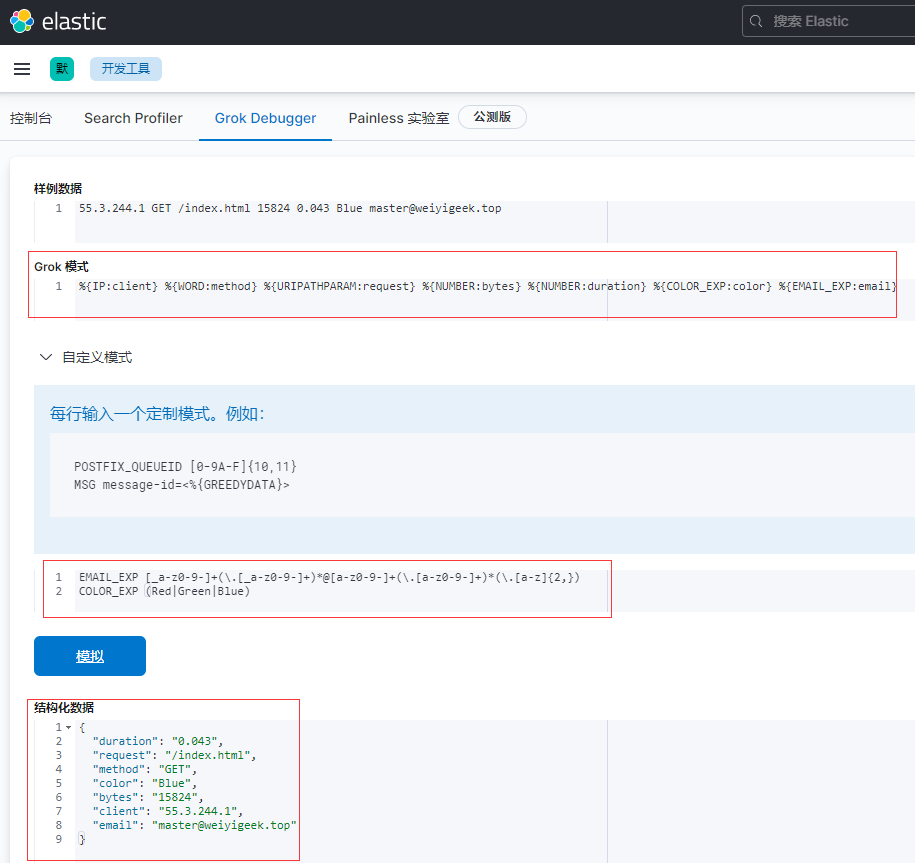 elastic
搜索 Elastic
默
开发工具
控制台
Search Profiler
Grok Debugger
Painless 实验室
公测版
样例数据
1 55.3.244.1 GET /index.html 15824 0.043 Blue master@weiyigeek.top
Grok 模式
1 %{IP:client} %{WORD:method} %{URIPATHPARAM:request} %{NUMBER:bytes} %{NUMBER:duration} %{COLOR_EXP:color} %{EMAIL_EXP:email}
自定义模式
每行输入一个定制模式。例如：
POSTFIX_QUEUEID [0-9A-F]{10,11}
MSG message-id=<%{GREEDYDATA}>
1 EMAIL_EXP [_a-z0-9-]+(\.[_a-z0-9-]+)*@[a-z0-9-]+(\.[a-z0-9-]+)*(\.[a-z]{2,})
2 COLOR_EXP (Red|Green|Blue)
模拟
结构化数据
1 {
2 "duration": "0.043",
3 "request": "/index.html",
4 "method": "GET",
5 "color": "Blue",
6 "bytes": "15824",
7 "client": "55.3.244.1",
8 "email": "master@weiyigeek.top"
9 }